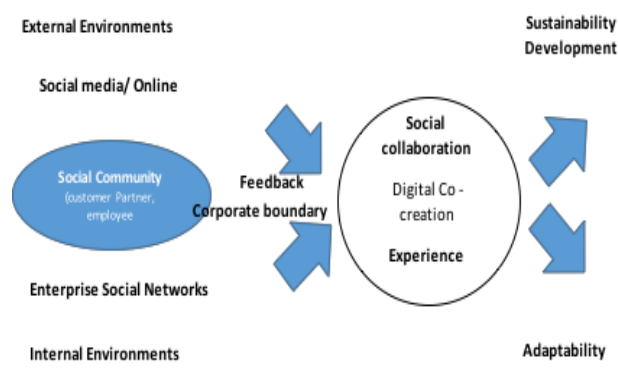 External Environments
Social media/ Online
Social Community
(customer Partner,
employee
Feedback
Corporate boundary
Enterprise Social Networks
Internal Environments
Social
collaboration
Digital Co -
creation
Experience
Sustainability
Development
Adaptability